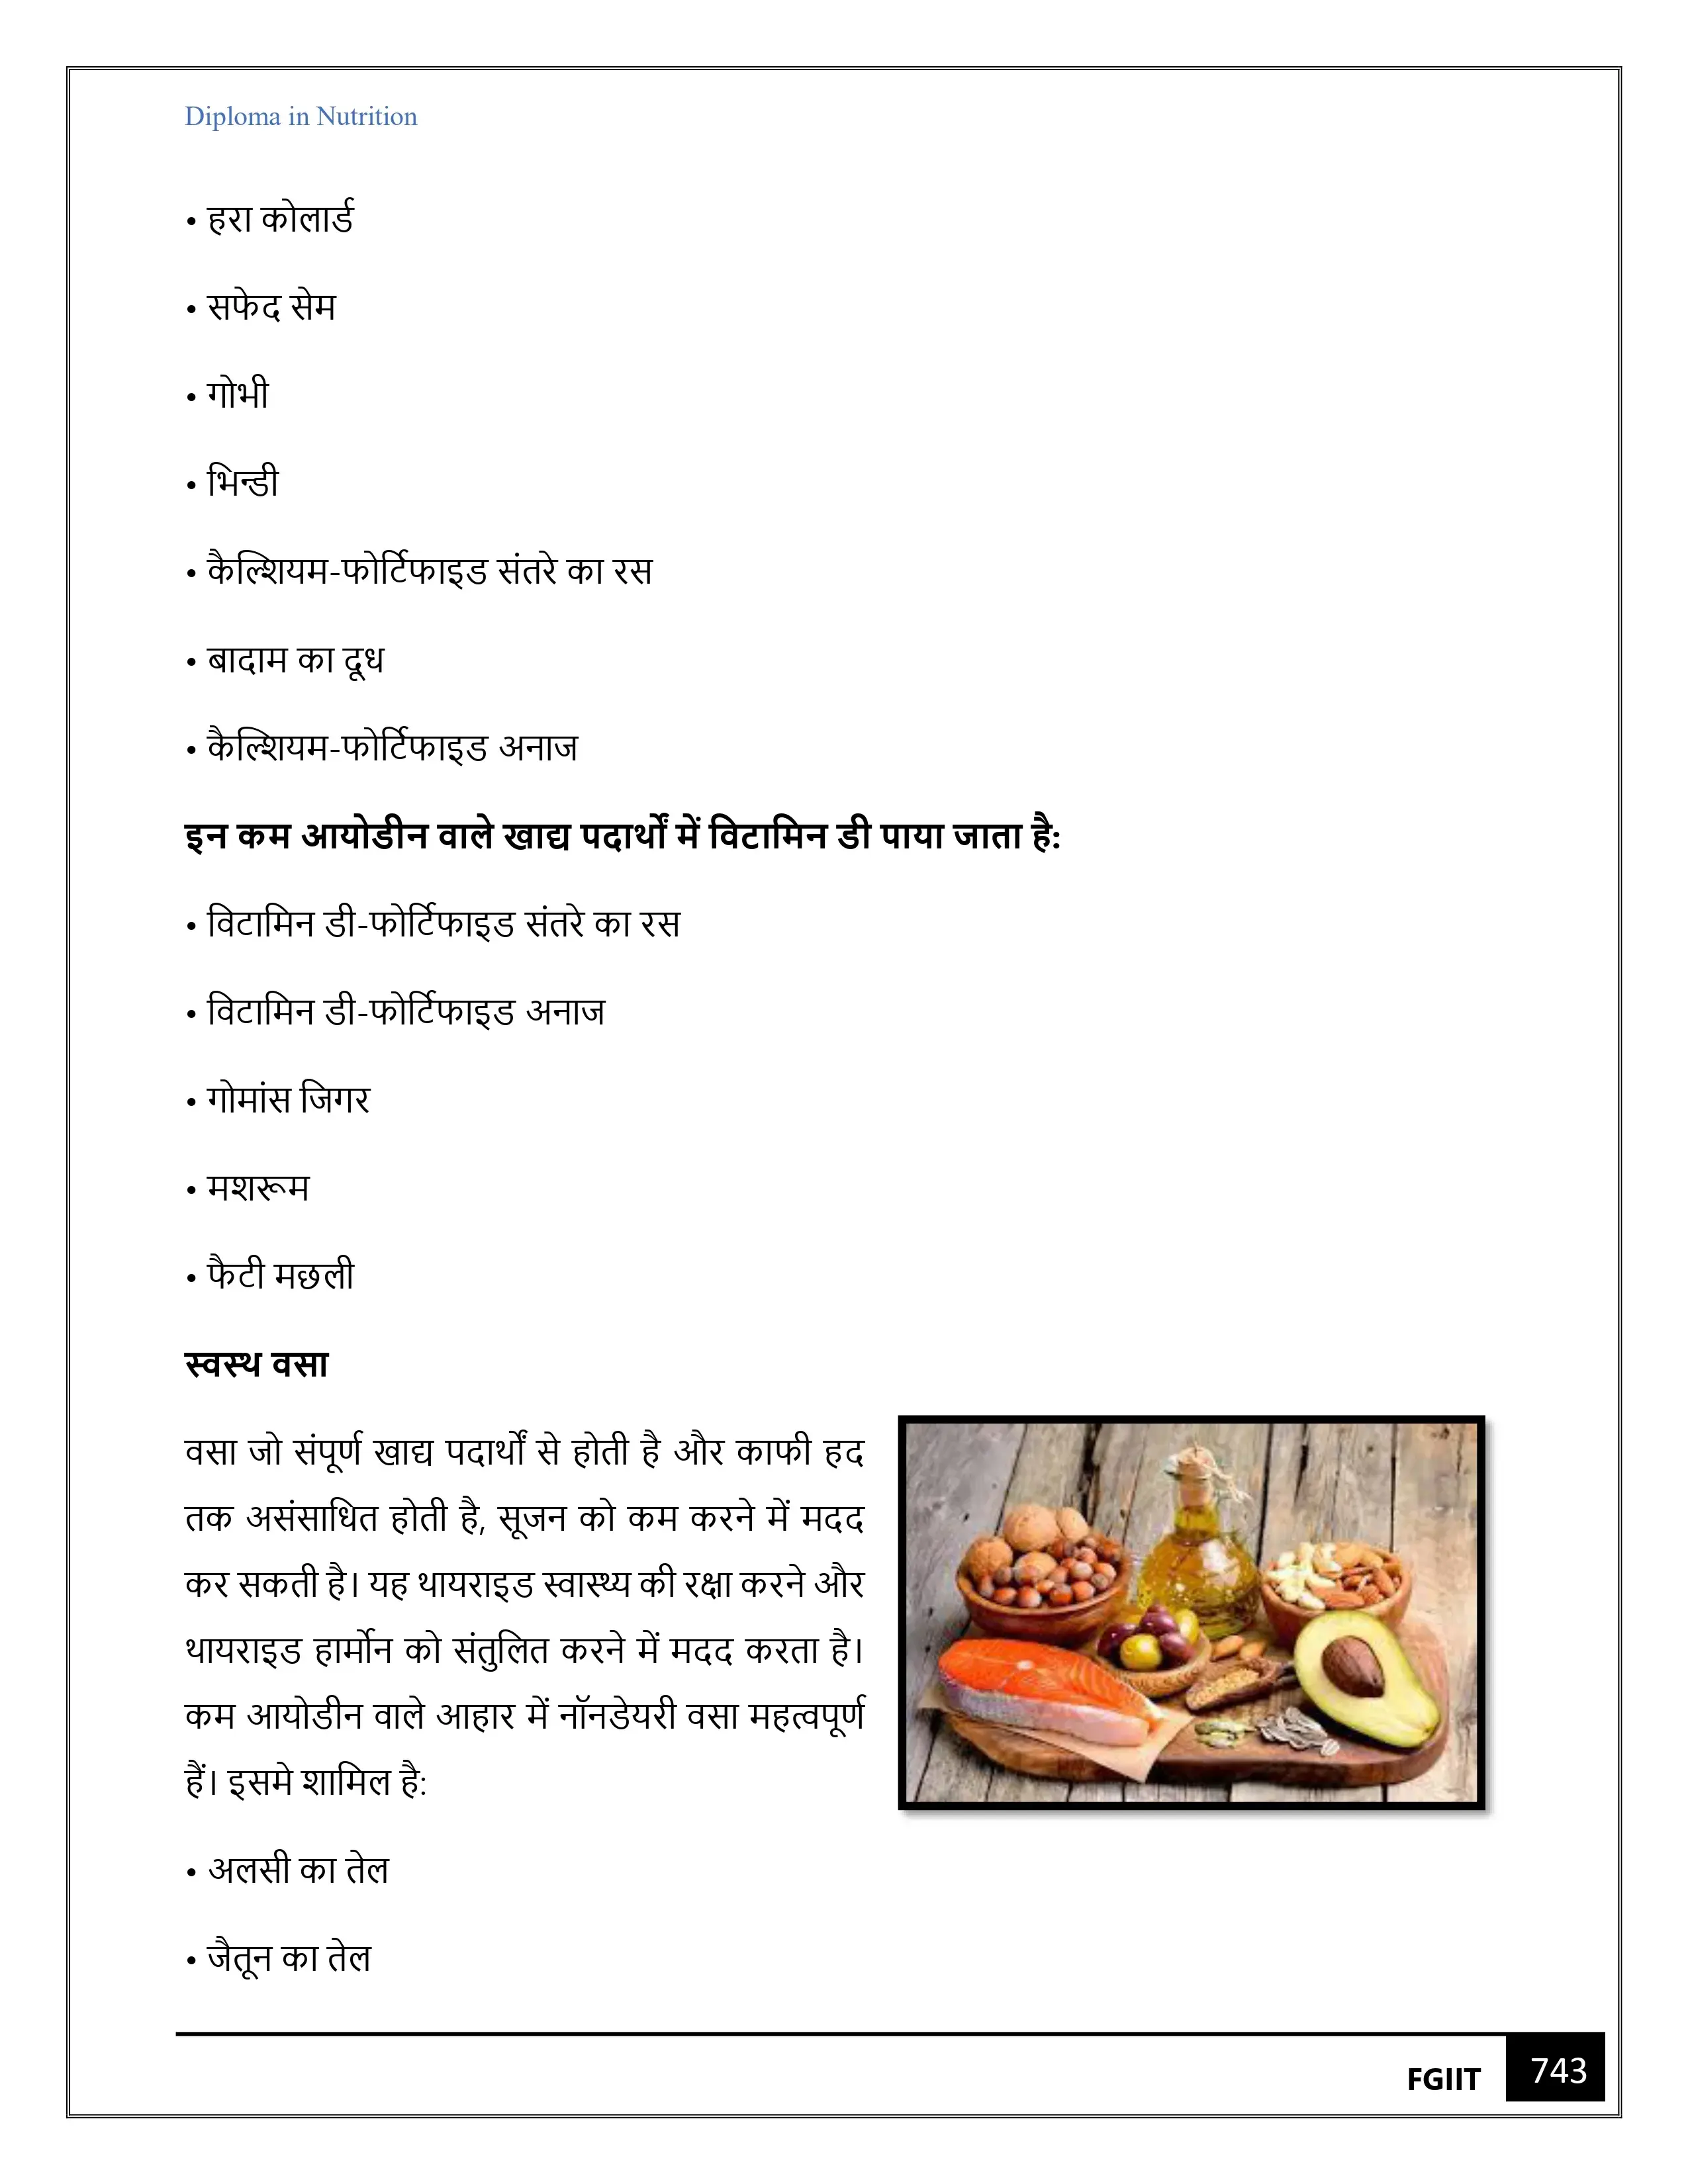 Diploma in Nutrition
• हरा कोलार्ड
• सफेद सेम
• गोभी
• भिन्डी
• कैल्शियम-फोर्टिफाइड संतरे का रस
• बादाम का दूध
• कैल्शियम-फोर्टिफाइड अनाज
इन कम आयोडीन वाले खाद्य पदार्थों में विटामिन डी पाया जाता है:
• विटामिन डी-फोर्टिफाइड संतरे का रस
• विटामिन डी-फोर्टिफाइड अनाज
• गोमांस जिगर
• मशरूम
• फैटी मछली
स्वस्थ वसा
वसा जो संपूर्ण खाद्य पदार्थों से होती है और काफी हद
तक असंसाधित होती है, सूजन को कम करने में मदद
कर सकती है। यह थायराइड स्वास्थ्य की रक्षा करने और
थायराइड हार्मोन को संतुलित करने में मदद करता है।
कम आयोडीन वाले आहार में नॉनडेयरी वसा महत्वपूर्ण
हैं। इसमे शामिल है:
• अलसी का तेल
• जैतून का तेल
FGIIT 743